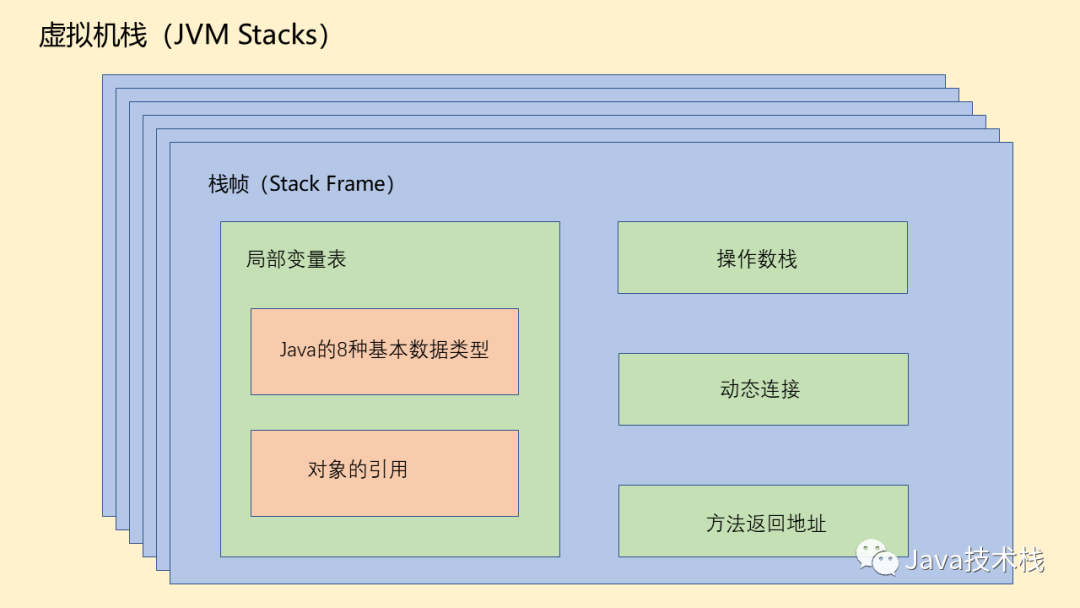 虚拟机栈（JVM Stacks）
栈帧（Stack Frame）
局部变量表
Java的8种基本数据类型
对象的引用
操作数栈
动态连接
方法返回地址
Java技术栈